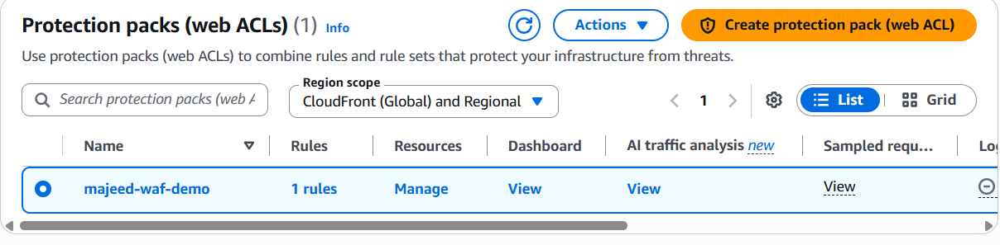 Protection packs (web ACLs) (1) Info
Actions
Create protection pack (web ACL)
Use protection packs (web ACLs) to combine rules and rule sets that protect your infrastructure from threats.
Search protection packs (web A
Region scope
CloudFront (Global) and Regional
1
List
Grid
Name Rules Resources Dashboard AI traffic analysis new Sampled requ... Log
majeed-waf-demo 1 rules Manage View View View